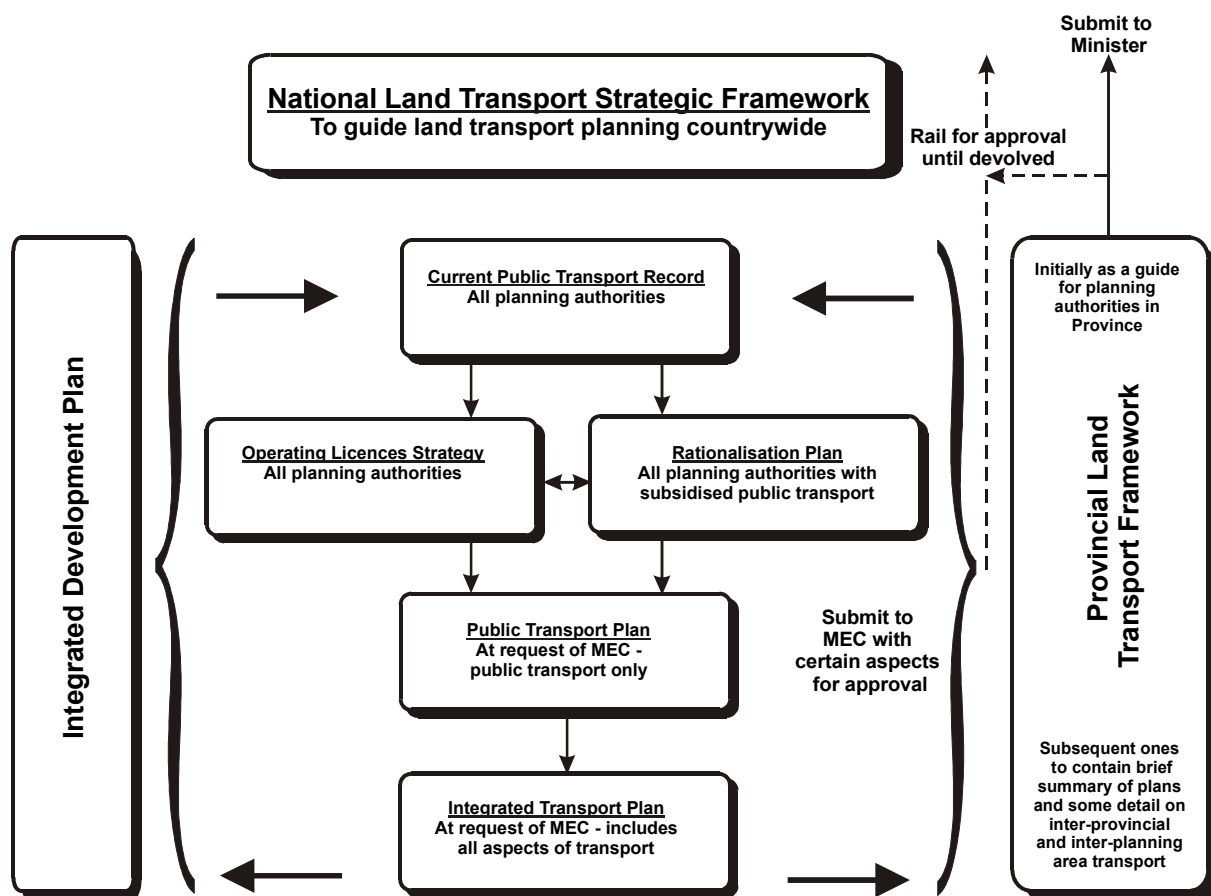 Submit to
Minister
National Land Transport Strategic Framework
To guide land transport planning countrywide
Rail for approval
until devolved
Integrated Development Plan
Current Public Transport Record
All planning authorities
Operating Licences Strategy
All planning authorities
Rationalisation Plan
All planning authorities with
subsidised public transport
Public Transport Plan
At request of MEC -
public transport only
Submit to
MEC with
certain aspects
for approval
Integrated Transport Plan
At request of MEC - includes
all aspects of transport
Initially as a guide
for planning
authorities in
Province
Provincial Land
Transport Framework
Subsequent ones
to contain brief
summary of plans
and some detail on
inter-provincial
and inter-planning
area transport